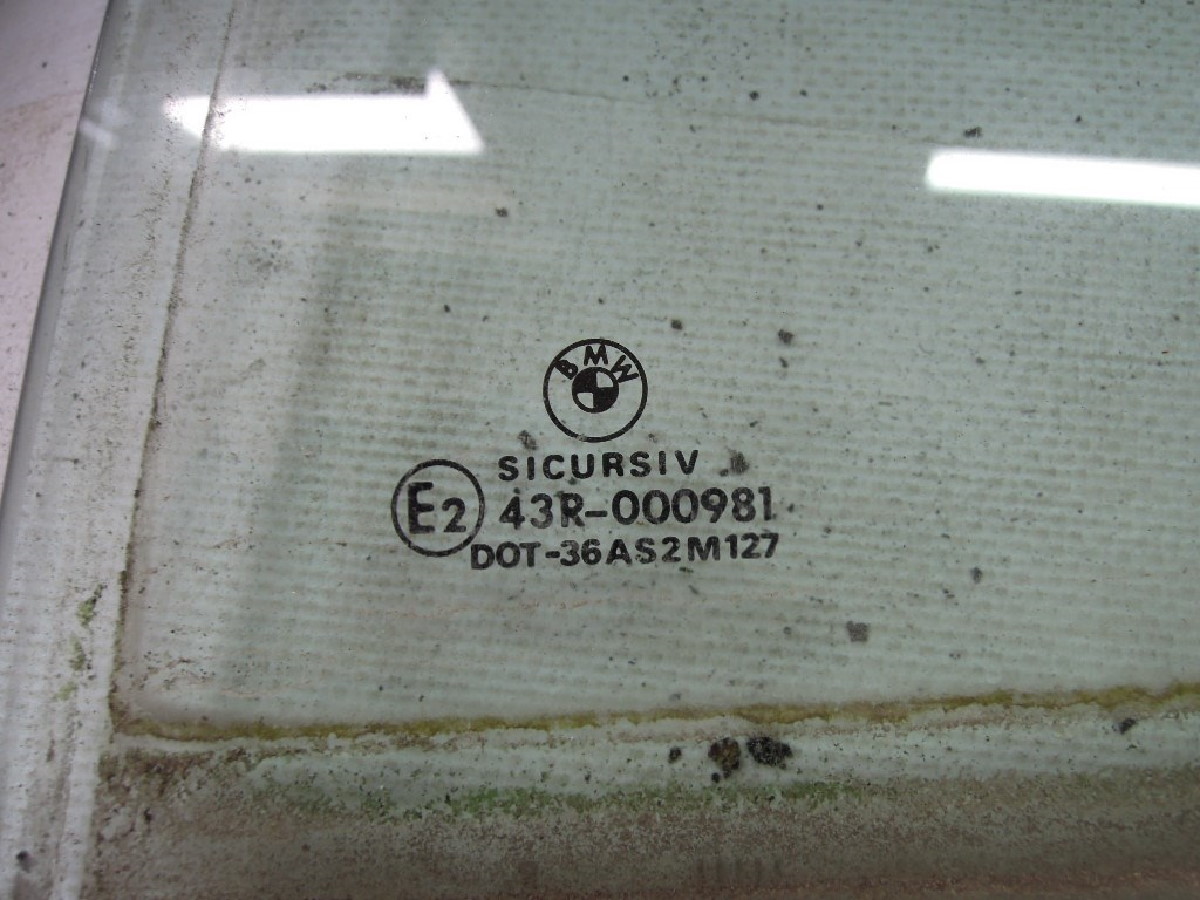 BMW
SICURSIV
E2 43R-000981
DOT-36AS2M127